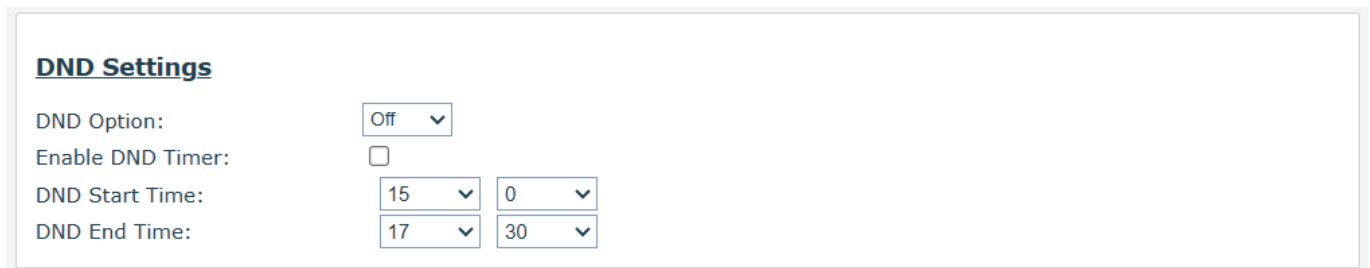 DND Settings
DND Option: Off
Enable DND Timer:
DND Start Time: 15 0
DND End Time: 17 30